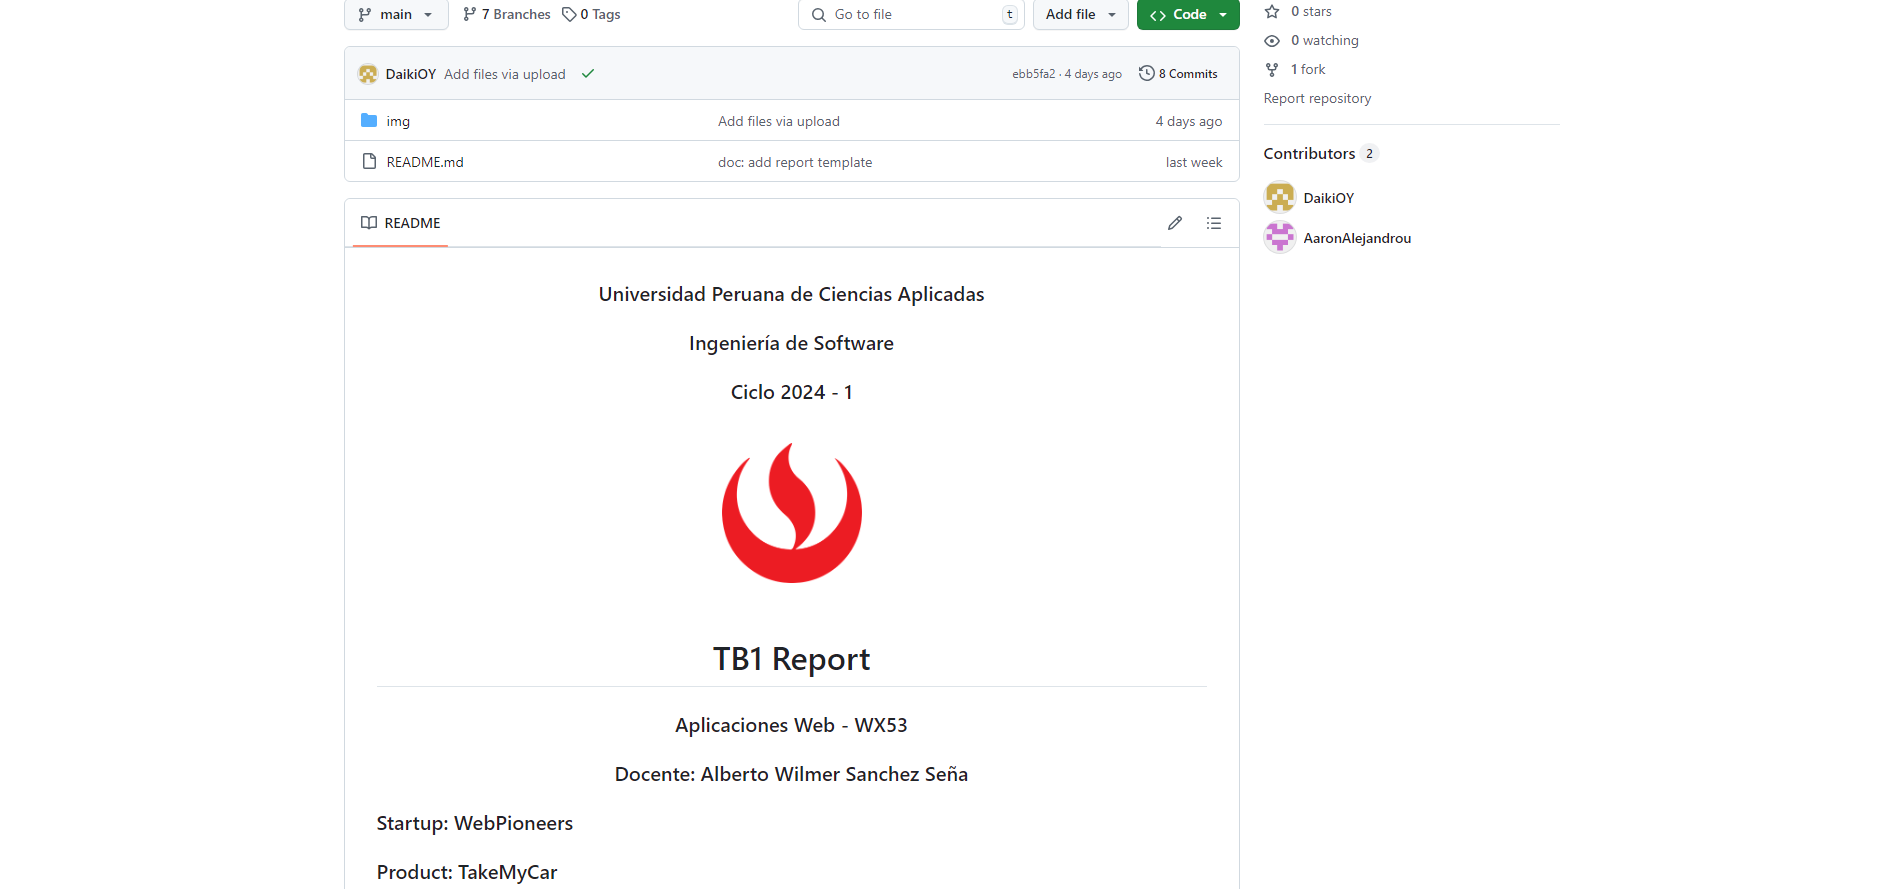 main 7 Branches 0 Tags Go to file t Add file Code
DaikiOY Add files via upload ebb5fa2 · 4 days ago 8 Commits
img Add files via upload 4 days ago
README.md doc: add report template last week
README
Universidad Peruana de Ciencias Aplicadas
Ingeniería de Software
Ciclo 2024 - 1
TB1 Report
Aplicaciones Web - WX53
Docente: Alberto Wilmer Sanchez Seña
Startup: WebPioneers
Product: TakeMyCar
0 stars
0 watching
1 fork
Report repository
Contributors 2
DaikiOY
AaronAlejandrou